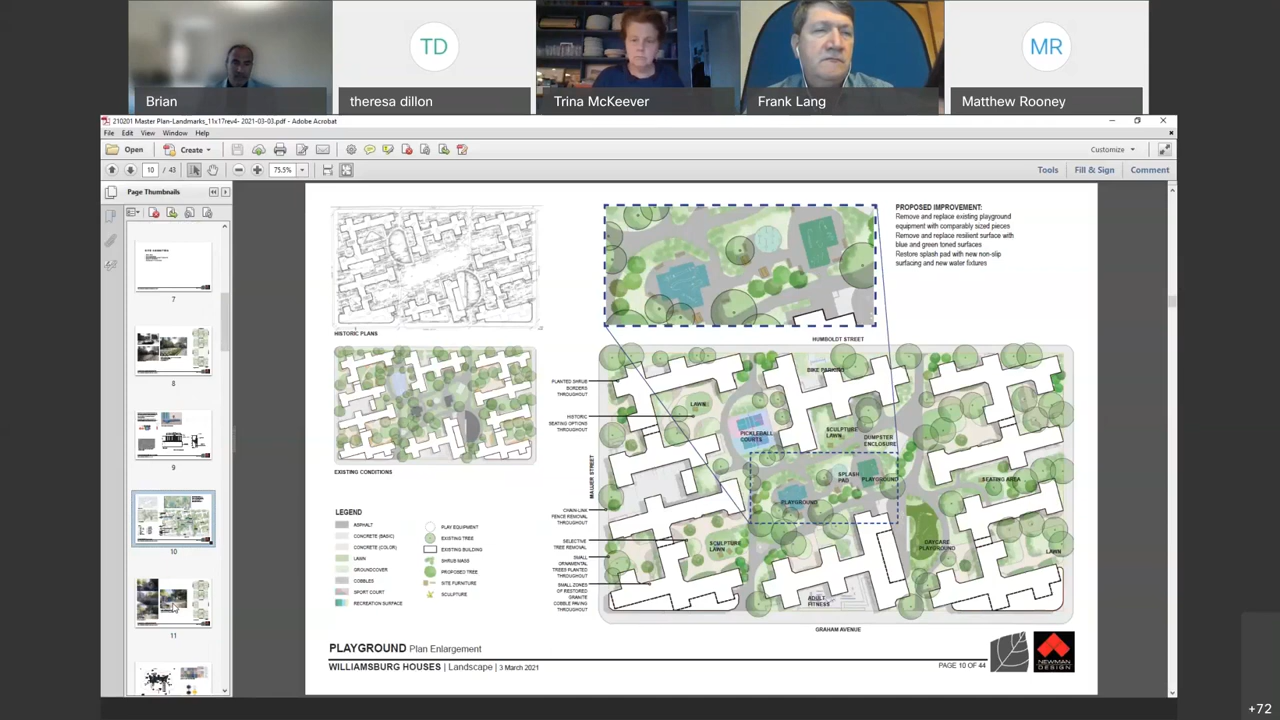 TD
MR
Brian
theresa dillon
Trina McKeever
Frank Lang
Matthew Rooney
210201 Master Plan-Landmarks_11x17rev4- 2021-03-03.pdf - Adobe Acrobat
File Edit View Window Help
Open Create Customize
10 / 43 75.5% Tools Fill & Sign Comment
Page Thumbnails
7
8
9
10
11
HISTORIC PLANS
EXISTING CONDITIONS
LEGEND
ASPHALT
CONCRETE (BASIC)
CONCRETE (COLOR)
LAWN
GROUNDCOVER
COBBLES
SPORT COURT
RECREATION SURFACE
PLAY EQUIPMENT
EXISTING TREE
EXISTING BUILDING
SHRUB MASS
PROPOSED TREE
SITE FURNITURE
SCULPTURE
PROPOSED IMPROVEMENT:
Remove and replace existing playground
equipment with comparably sized pieces
Remove and replace resilient surface with
blue and green toned surfaces
Restore splash pad with new non-slip
surfacing and new water fixtures
HUMBOLDT STREET
PLANTED SHRUB
BORDERS
THROUGHOUT
HISTORIC
SEATING OPTIONS
THROUGHOUT
MAUJER STREET
CHAIN-LINK
FENCE REMOVAL
THROUGHOUT
SELECTIVE
TREE REMOVAL
SMALL
ORNAMENTAL
TREES PLANTED
THROUGHOUT
SMALL ZONES
OF RESTORED
GRANITE
COBBLE PAVING
THROUGHOUT
BIKE PARKING
LAWN
PICKLEBALL
COURTS
SCULPTURE
LAWN
DUMPSTER
ENCLOSURE
SPLASH
PAD
PLAYGROUND
PLAYGROUND
SEATING AREA
SCULPTURE
LAWN
DAYCARE
PLAYGROUND
LAWN
ADULT
FITNESS
GRAHAM AVENUE
PLAYGROUND Plan Enlargement
WILLIAMSBURG HOUSES | Landscape | 3 March 2021
PAGE 10 OF 44
NEWMAN
DESIGN
+72